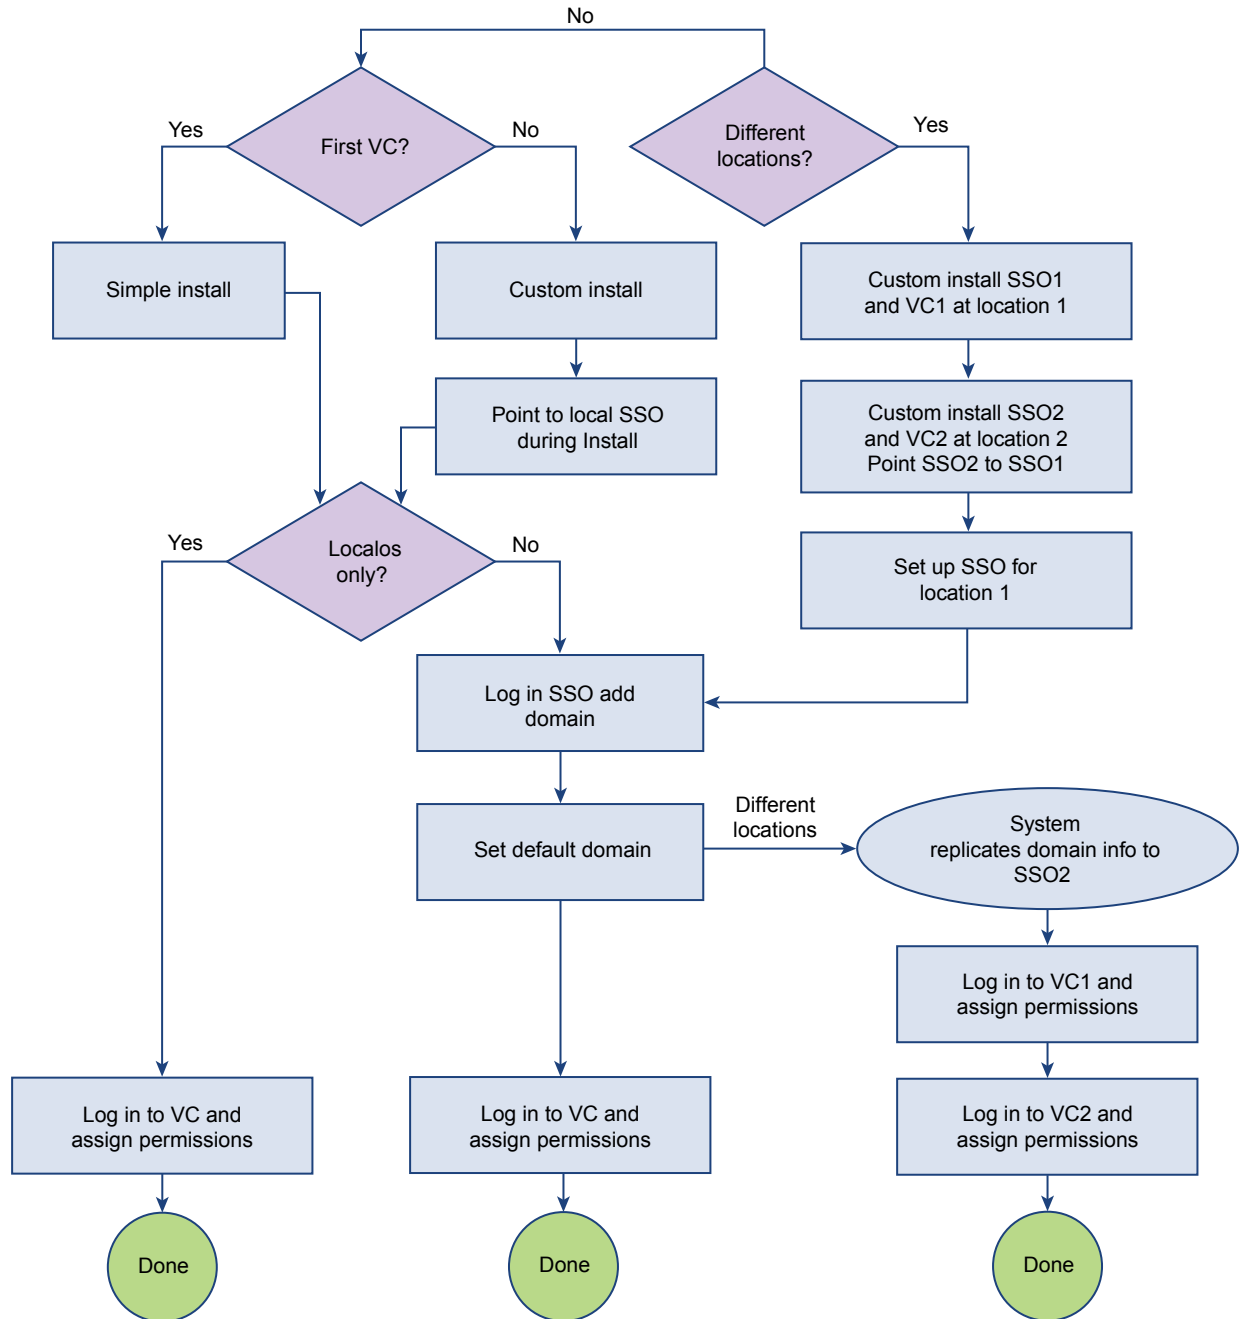 No
First VC?
Yes
No
Different
locations?
Yes
Simple install
Custom install
Custom install SSO1
and VC1 at location 1
Point to local SSO
during Install
Custom install SSO2
and VC2 at location 2
Point SSO2 to SSO1
Localos
only?
Yes
No
Set up SSO for
location 1
Log in SSO add
domain
Set default domain
Different
locations
System
replicates domain info to
SSO2
Log in to VC1 and
assign permissions
Log in to VC and
assign permissions
Log in to VC and
assign permissions
Log in to VC2 and
assign permissions
Done
Done
Done